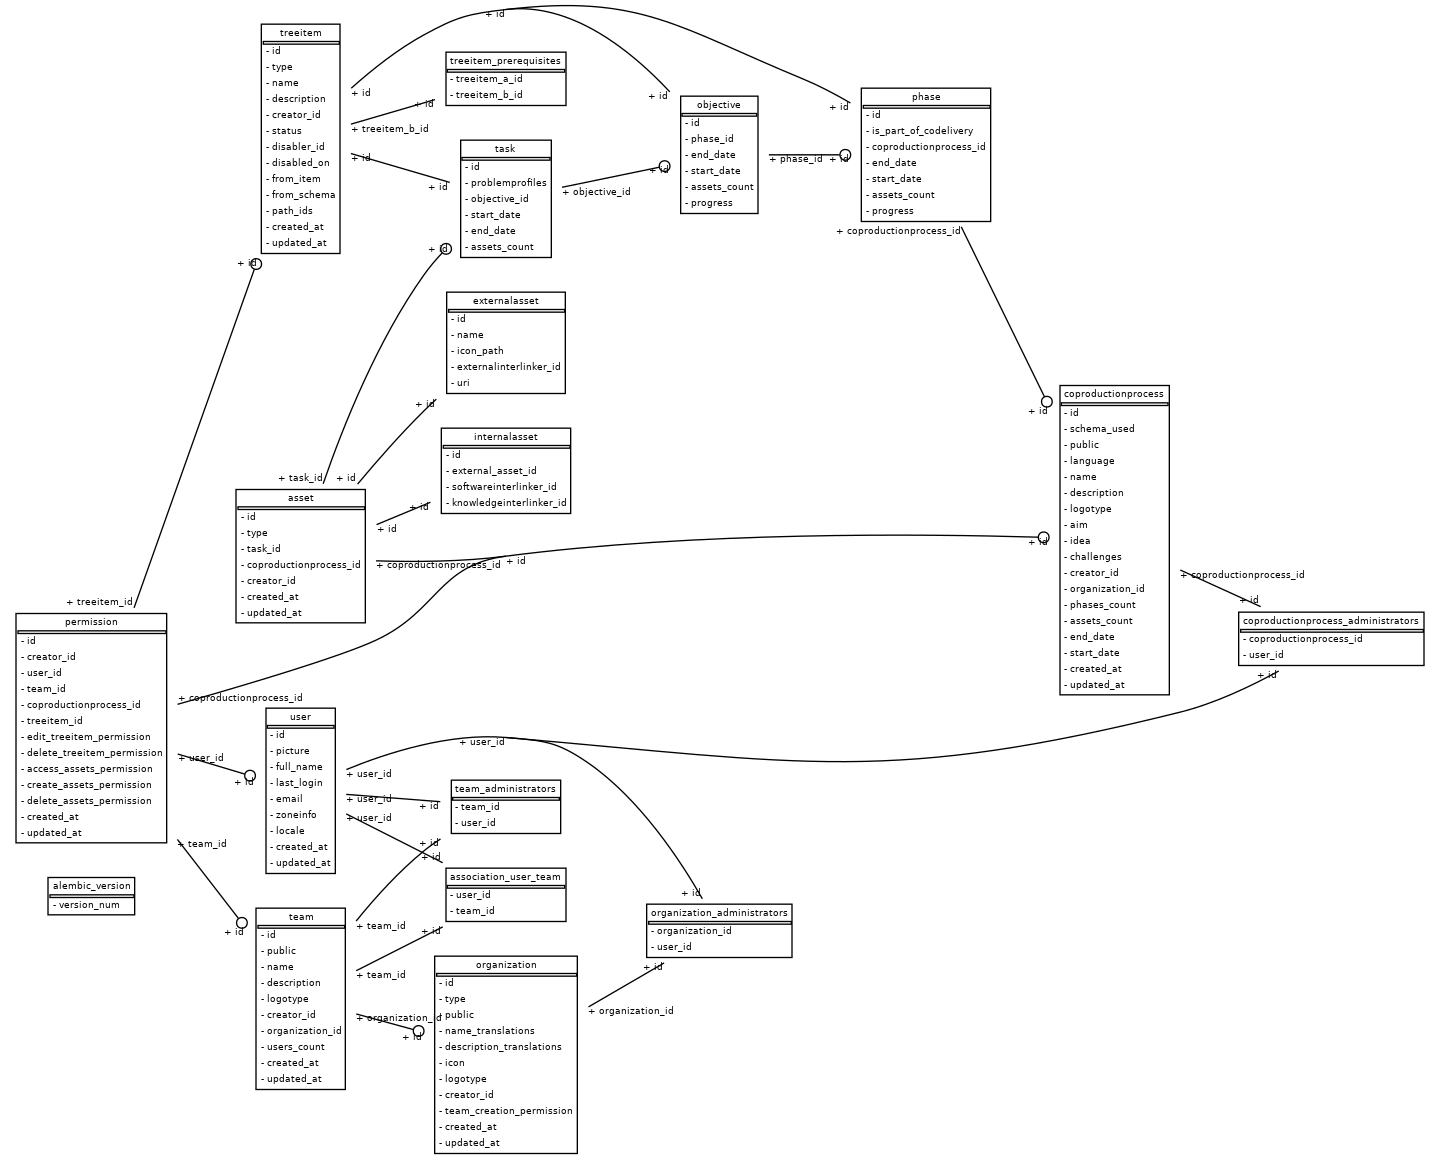 treeitem
- id
- type
- name
- description
- creator_id
- status
- disabler_id
- disabled_on
- from_item
- from_schema
- path_ids
- created_at
- updated_at
+ id
+ id
+ treeitem_b_id
+ id
+ id
treeitem_prerequisites
- treeitem_a_id
- treeitem_b_id
+ id
task
- id
- problemprofiles
- objective_id
- start_date
- end_date
- assets_count
+ id
+ id
+ objective_id
+ id
objective
- id
- phase_id
- end_date
- start_date
- assets_count
- progress
+ id
+ phase_id
+ id
+ id
phase
- id
- is_part_of_codelivery
- coproductionprocess_id
- end_date
- start_date
- assets_count
- progress
+ coproductionprocess_id
externalasset
- id
- name
- icon_path
- externalinterlinker_id
- uri
+ id
internalasset
- id
- external_asset_id
- softwareinterlinker_id
- knowledgeinterlinker_id
+ id
+ task_id
+ id
asset
- id
- type
- task_id
- coproductionprocess_id
- creator_id
- created_at
- updated_at
+ id
+ coproductionprocess_id
+ id
+ id
+ id
coproductionprocess
- id
- schema_used
- public
- language
- name
- description
- logotype
- aim
- idea
- challenges
- creator_id
- organization_id
- phases_count
- assets_count
- end_date
- start_date
- created_at
- updated_at
+ coproductionprocess_id
+ id
coproductionprocess_administrators
- coproductionprocess_id
- user_id
+ id
+ treeitem_id
permission
- id
- creator_id
- user_id
- team_id
- coproductionprocess_id
- treeitem_id
- edit_treeitem_permission
- delete_treeitem_permission
- access_assets_permission
- create_assets_permission
- delete_assets_permission
- created_at
- updated_at
+ coproductionprocess_id
+ user_id
+ id
+ team_id
+ id
user
- id
- picture
- full_name
- last_login
- email
- zoneinfo
- locale
- created_at
- updated_at
+ user_id
+ user_id
+ user_id
+ user_id
team_administrators
- team_id
- user_id
+ id
+ id
+ id
association_user_team
- user_id
- team_id
+ id
alembic_version
- version_num
team
- id
- public
- name
- description
- logotype
- creator_id
- organization_id
- users_count
- created_at
- updated_at
+ team_id
+ team_id
+ organization_id
+ id
organization
- id
- type
- public
- name_translations
- description_translations
- icon
- logotype
- creator_id
- team_creation_permission
- created_at
- updated_at
+ organization_id
+ id
organization_administrators
- organization_id
- user_id
+ id